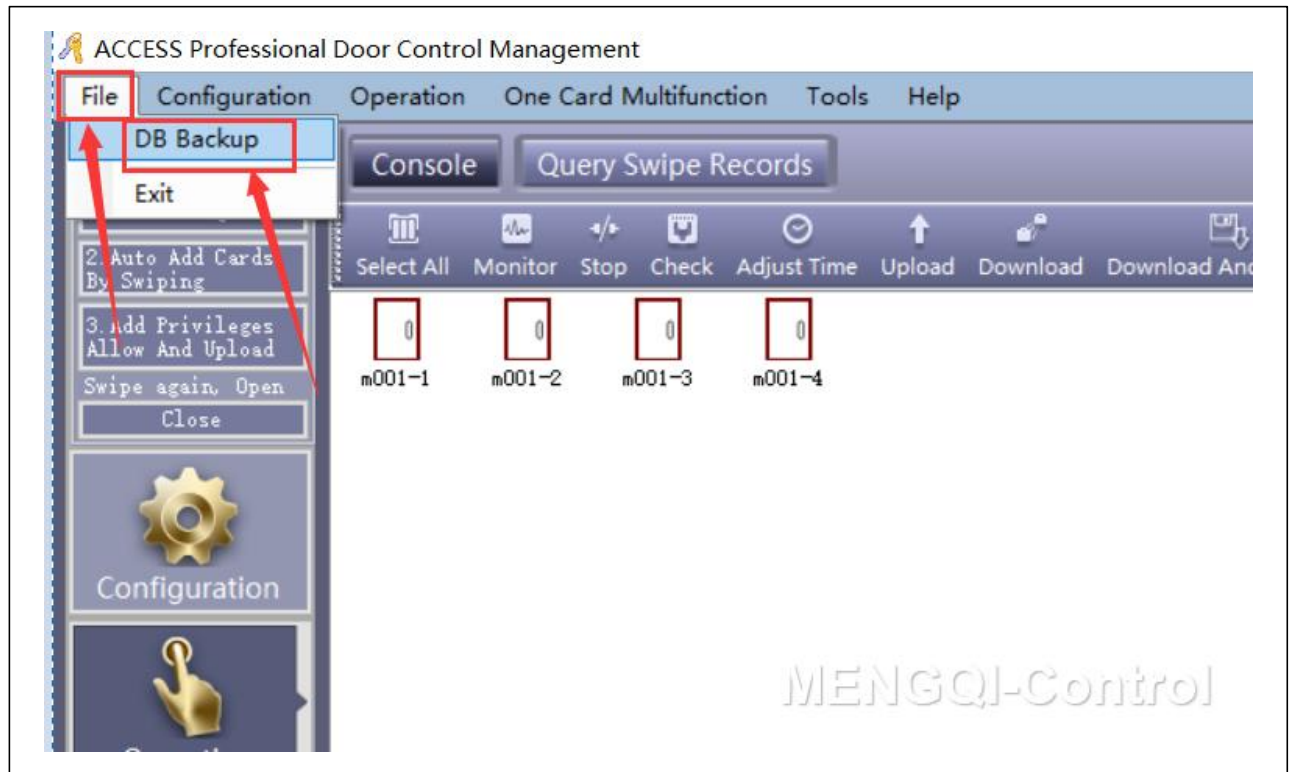 ACCESS Professional Door Control Management
File Configuration Operation One Card Multifunction Tools Help
DB Backup
Exit
Console Query Swipe Records
Select All Monitor Stop Check Adjust Time Upload Download Download And
2.Auto Add Cards
By Swiping
3.Add Privileges
Allow And Upload
Swipe again, Open
Close
0 0 0 0
m001-1 m001-2 m001-3 m001-4
Configuration
MENGQI-Control